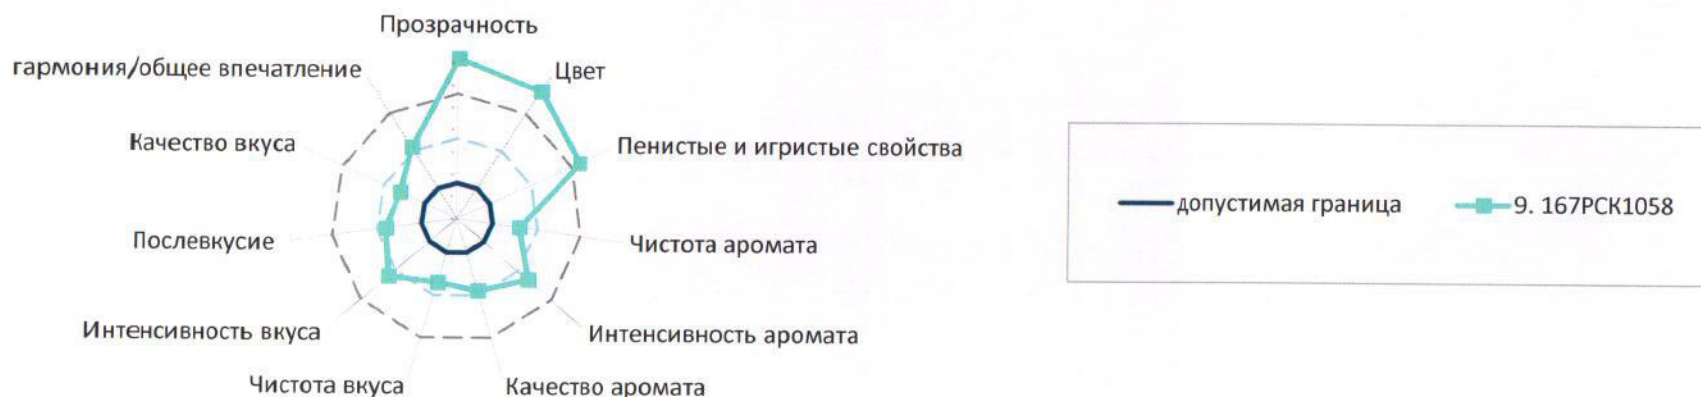 Прозрачность
гармония/общее впечатление
Цвет
Качество вкуса
Пенистые и игристые свойства
Послевкусие
Чистота аромата
Интенсивность вкуса
Интенсивность аромата
Чистота вкуса
Качество аромата
допустимая граница
9. 167РСК1058